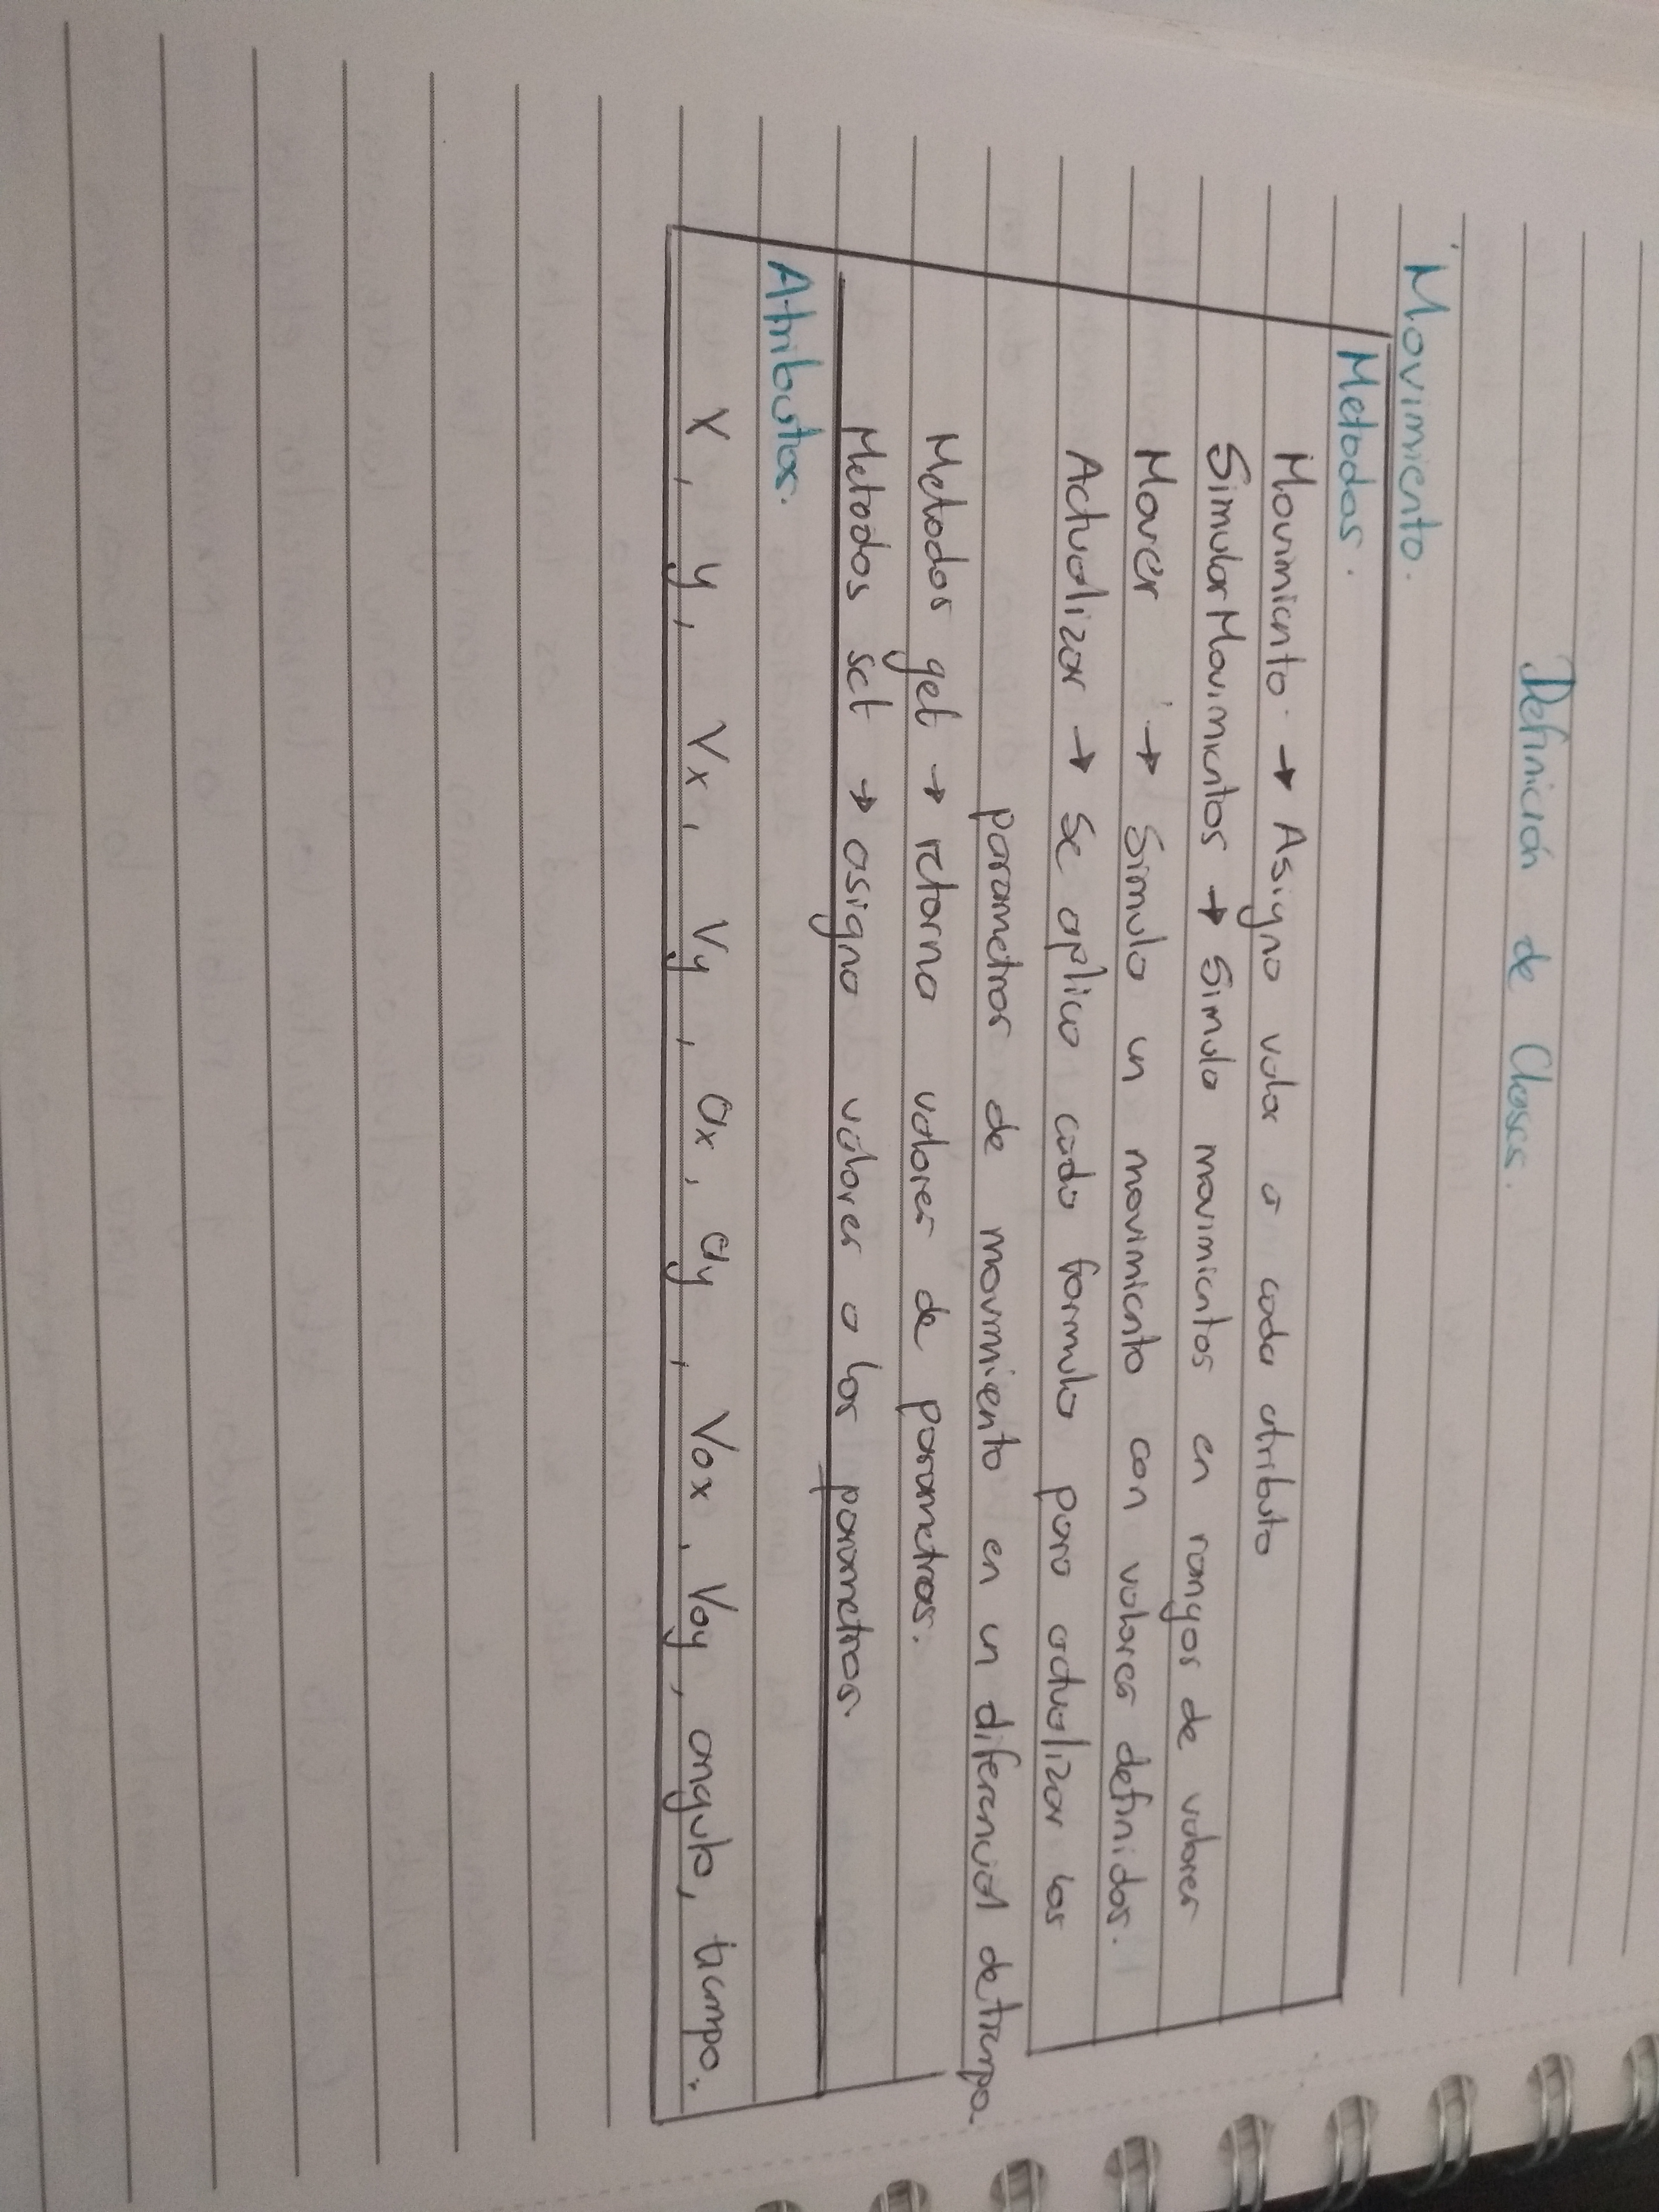 Definición de Clases.
Movimiento.
Metodos.
Movimiento → Asigna valor a cada atributo
SimularMovimientos → Simula movimientos en rangos de valores
Mover → Simula un movimiento con valores definidos.
Actualizar → Se aplica cada formula para actualizar los
parametros de movimiento en un diferencial de tiempo.
Metodos get → retorna valores de parametros.
Metodos set → asigna valores a los parametros.
Atributos.
X, y, Vx, Vy, ax, ay, Vox, Voy, angulo, tiempo.